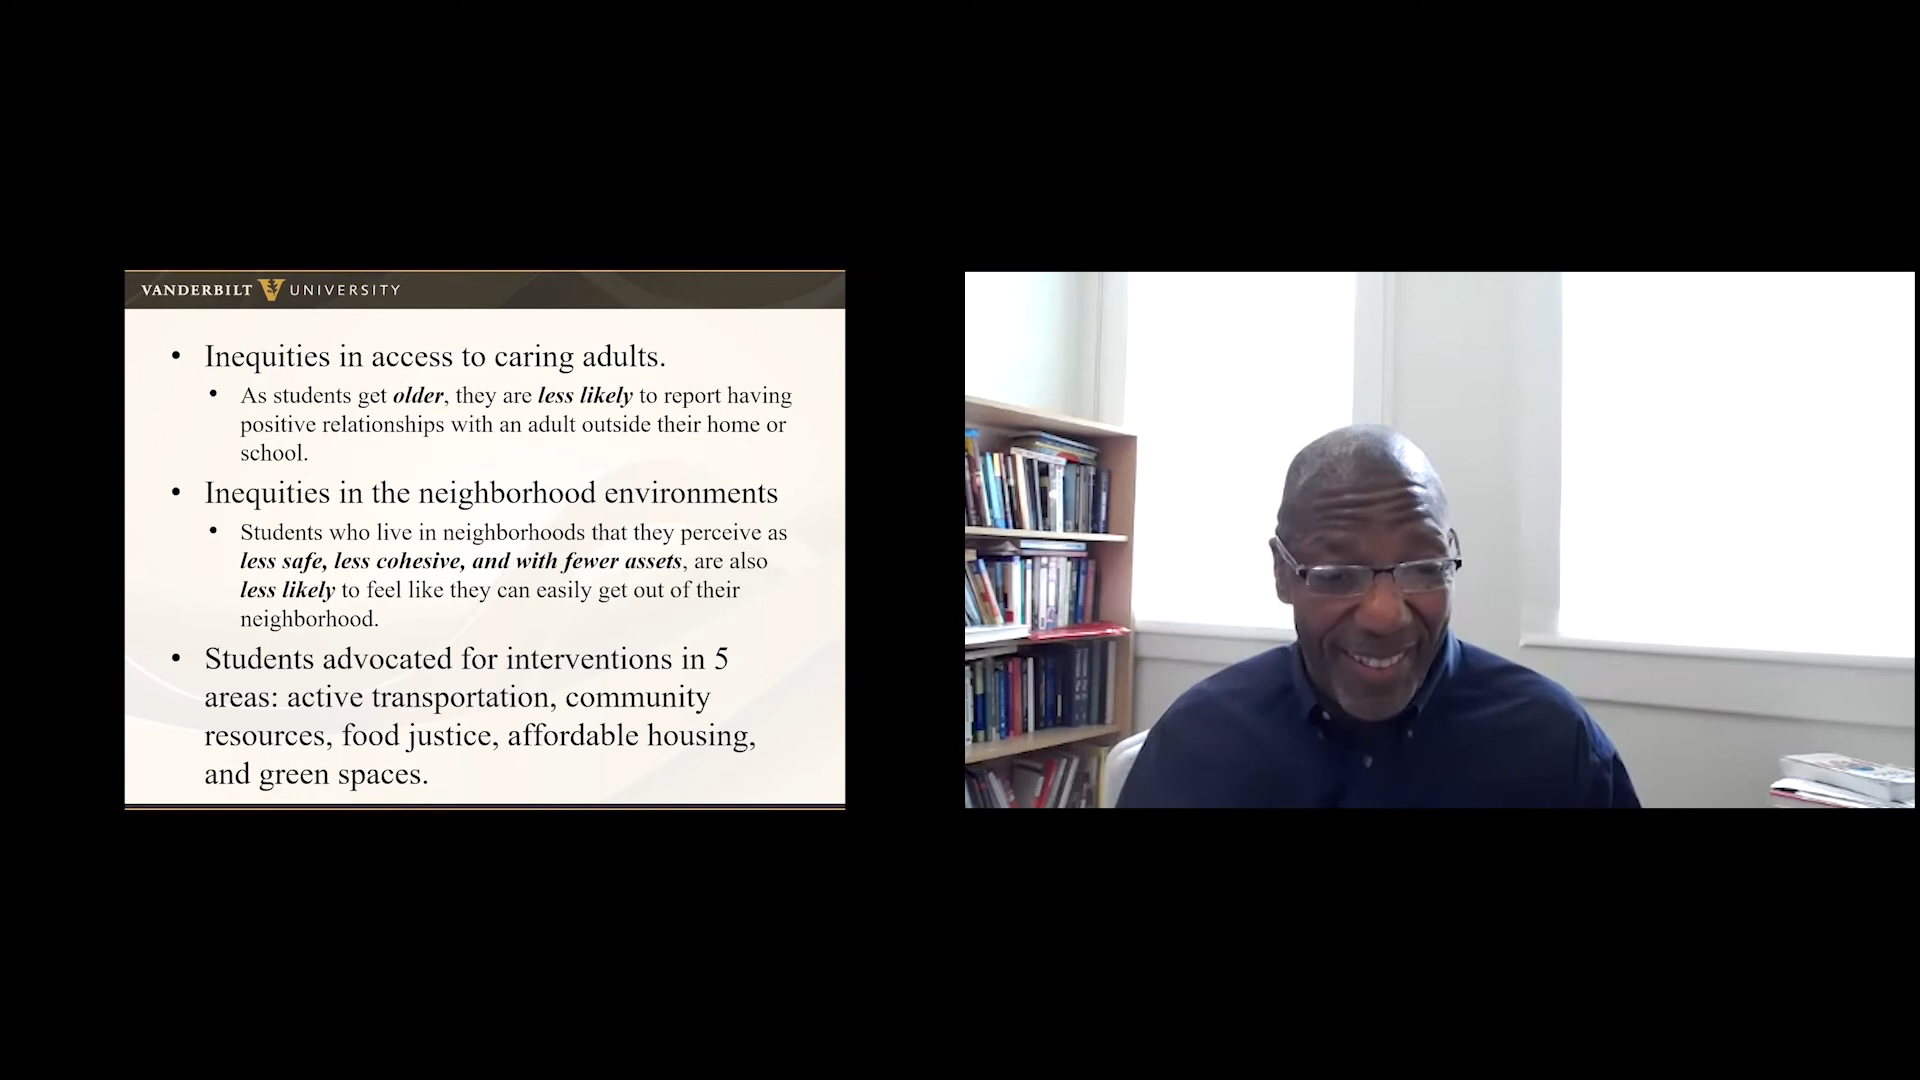 VANDERBILT UNIVERSITY
• Inequities in access to caring adults.
• As students get older, they are less likely to report having
positive relationships with an adult outside their home or
school.
• Inequities in the neighborhood environments
• Students who live in neighborhoods that they perceive as
less safe, less cohesive, and with fewer assets, are also
less likely to feel like they can easily get out of their
neighborhood.
• Students advocated for interventions in 5
areas: active transportation, community
resources, food justice, affordable housing,
and green spaces.